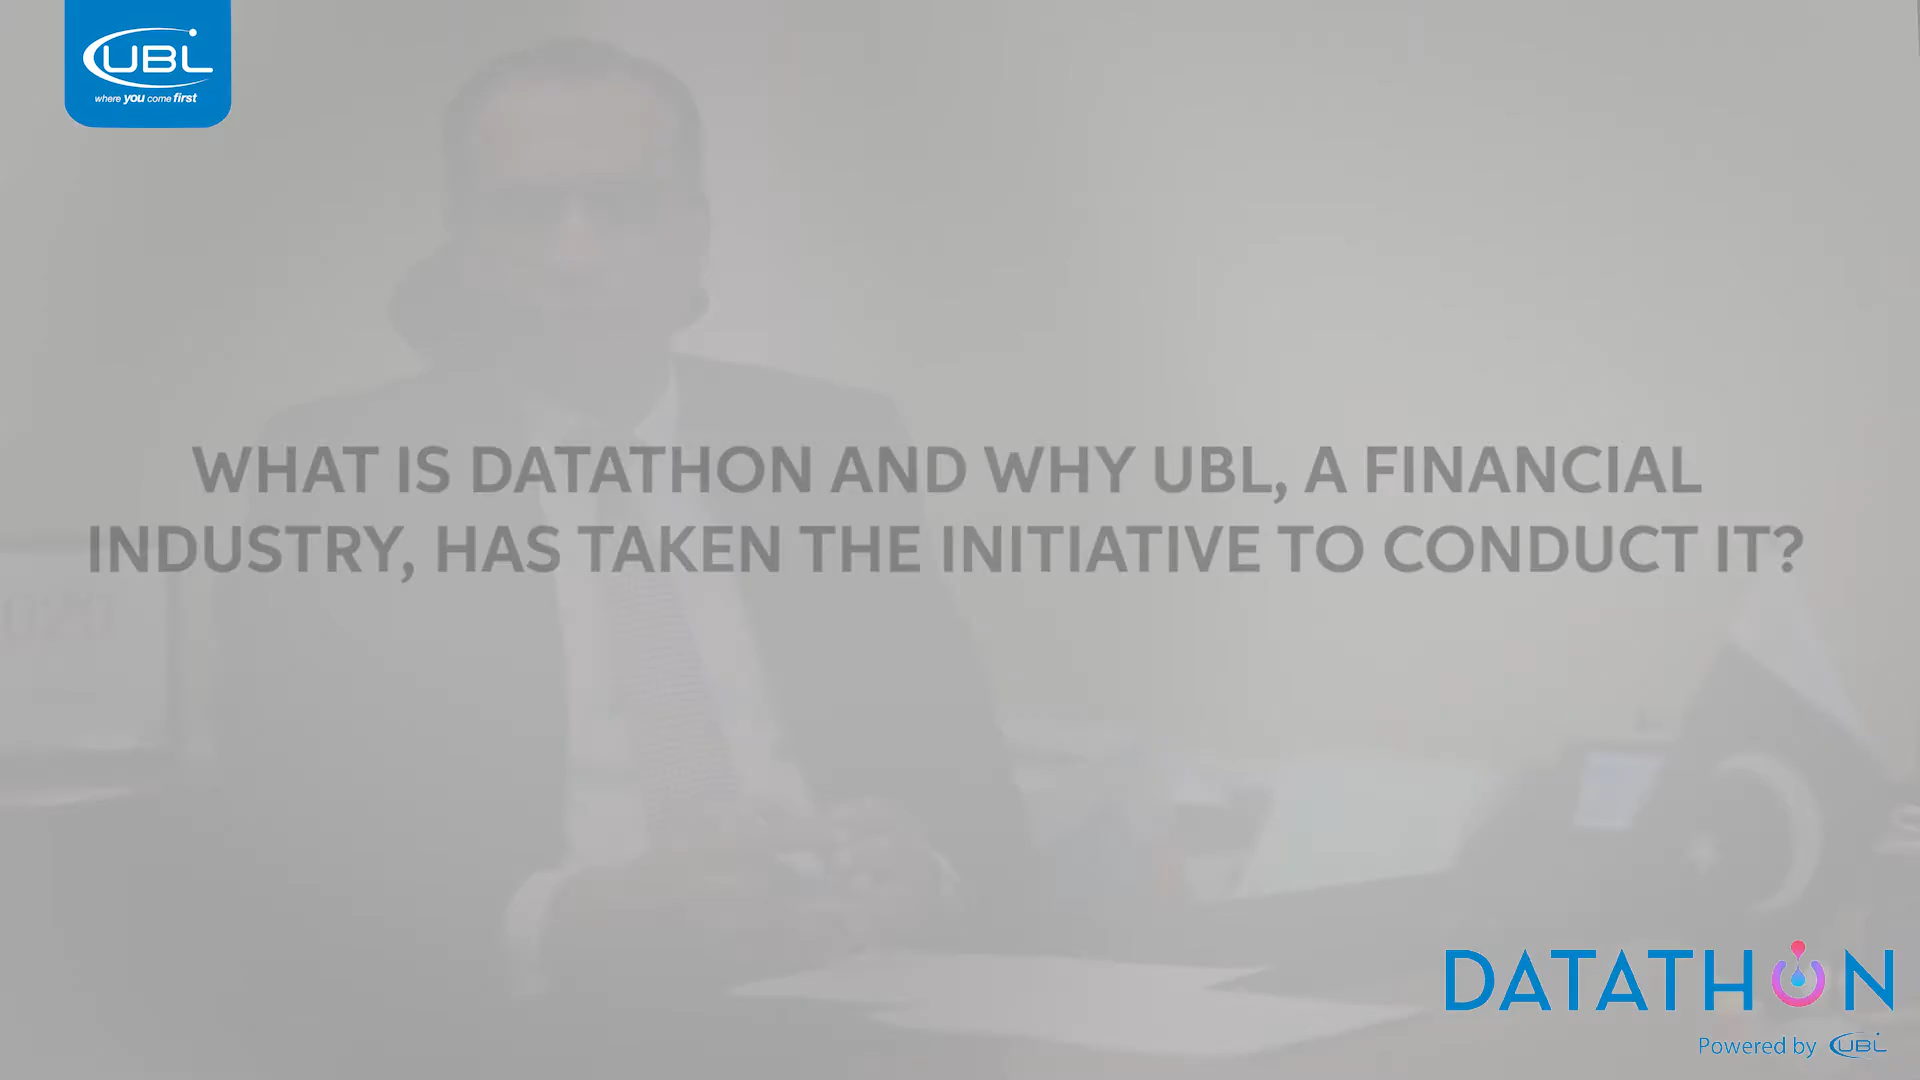 UBL
where you come first
WHAT IS DATATHON AND WHY UBL, A FINANCIAL
INDUSTRY, HAS TAKEN THE INITIATIVE TO CONDUCT IT?
DATATHON
Powered by UBL